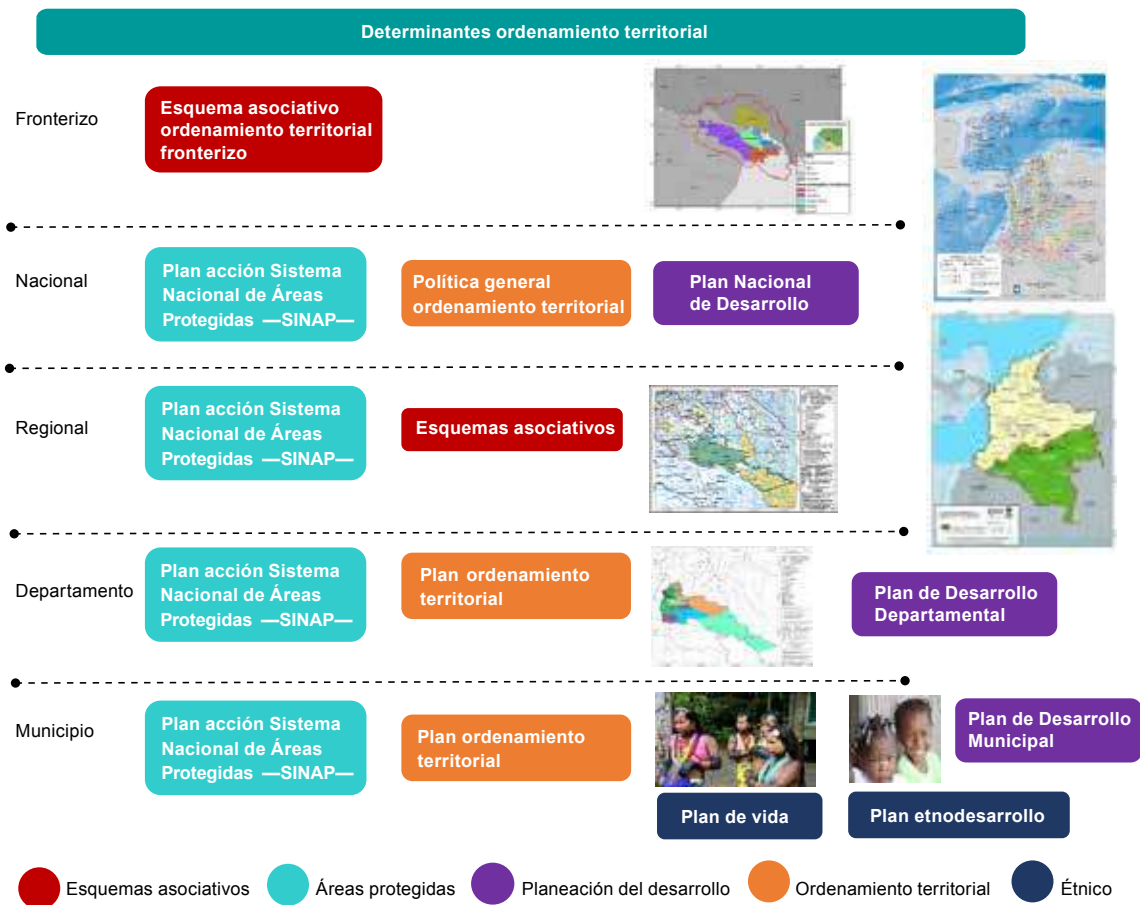 Determinantes ordenamiento territorial
Fronterizo
Esquema asociativo
ordenamiento territorial
fronterizo
Nacional
Plan acción Sistema
Nacional de Áreas
Protegidas —SINAP—
Política general
ordenamiento territorial
Plan Nacional
de Desarrollo
Regional
Plan acción Sistema
Nacional de Áreas
Protegidas —SINAP—
Esquemas asociativos
Departamento
Plan acción Sistema
Nacional de Áreas
Protegidas —SINAP—
Plan ordenamiento
territorial
Plan de Desarrollo
Departamental
Municipio
Plan acción Sistema
Nacional de Áreas
Protegidas —SINAP—
Plan ordenamiento
territorial
Plan de Desarrollo
Municipal
Plan de vida
Plan etnodesarrollo
Esquemas asociativos
Áreas protegidas
Planeación del desarrollo
Ordenamiento territorial
Étnico